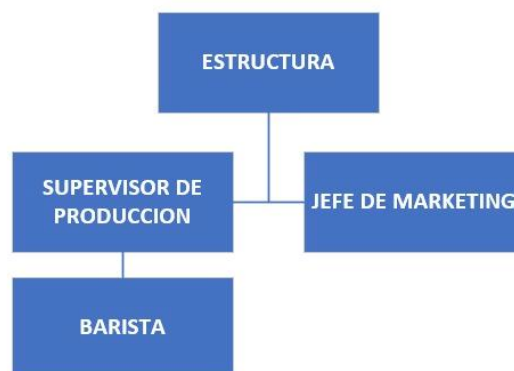 ESTRUCTURA
SUPERVISOR DE
PRODUCCION
JEFE DE MARKETING
BARISTA